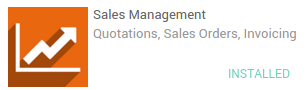 Sales Management
Quotations, Sales Orders, Invoicing
INSTALLED